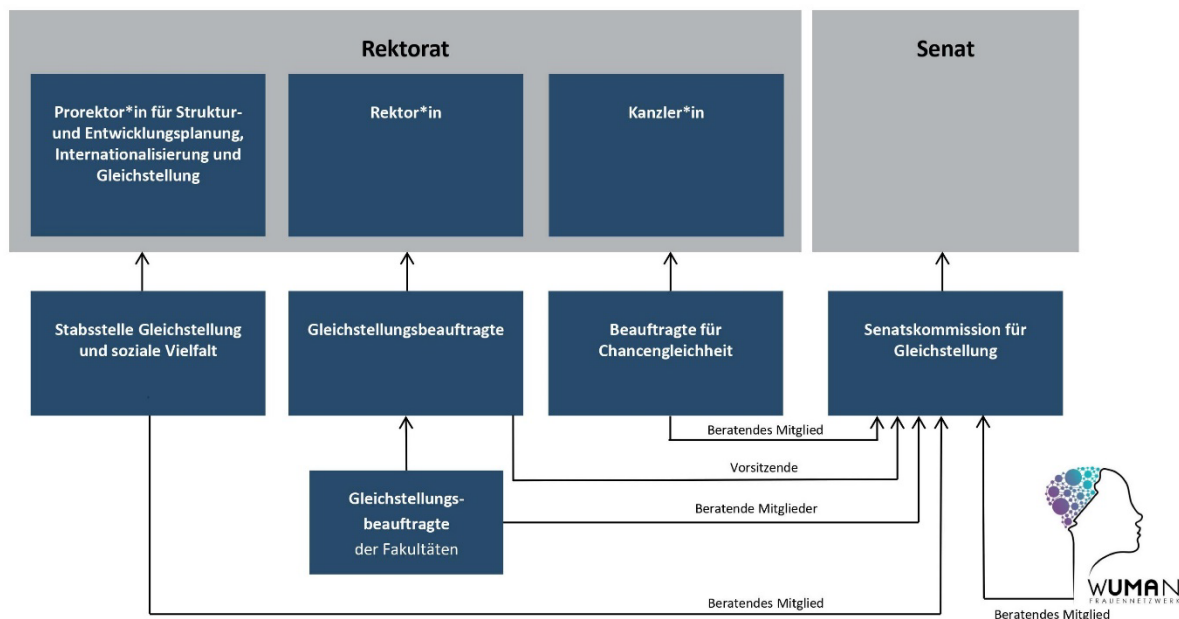 Rektorat
Senat
Prorektor*in für Struktur-
und Entwicklungsplanung,
Internationalisierung und
Gleichstellung
Rektor*in
Kanzler*in
Stabsstelle Gleichstellung
und soziale Vielfalt
Gleichstellungsbeauftragte
Beauftragte für
Chancengleichheit
Senatskommission für
Gleichstellung
Beratendes Mitglied
Vorsitzende
Gleichstellungs-
beauftragte
der Fakultäten
Beratende Mitglieder
Beratendes Mitglied
WUMAN
FRAUENNETZWERK
Beratendes Mitglied